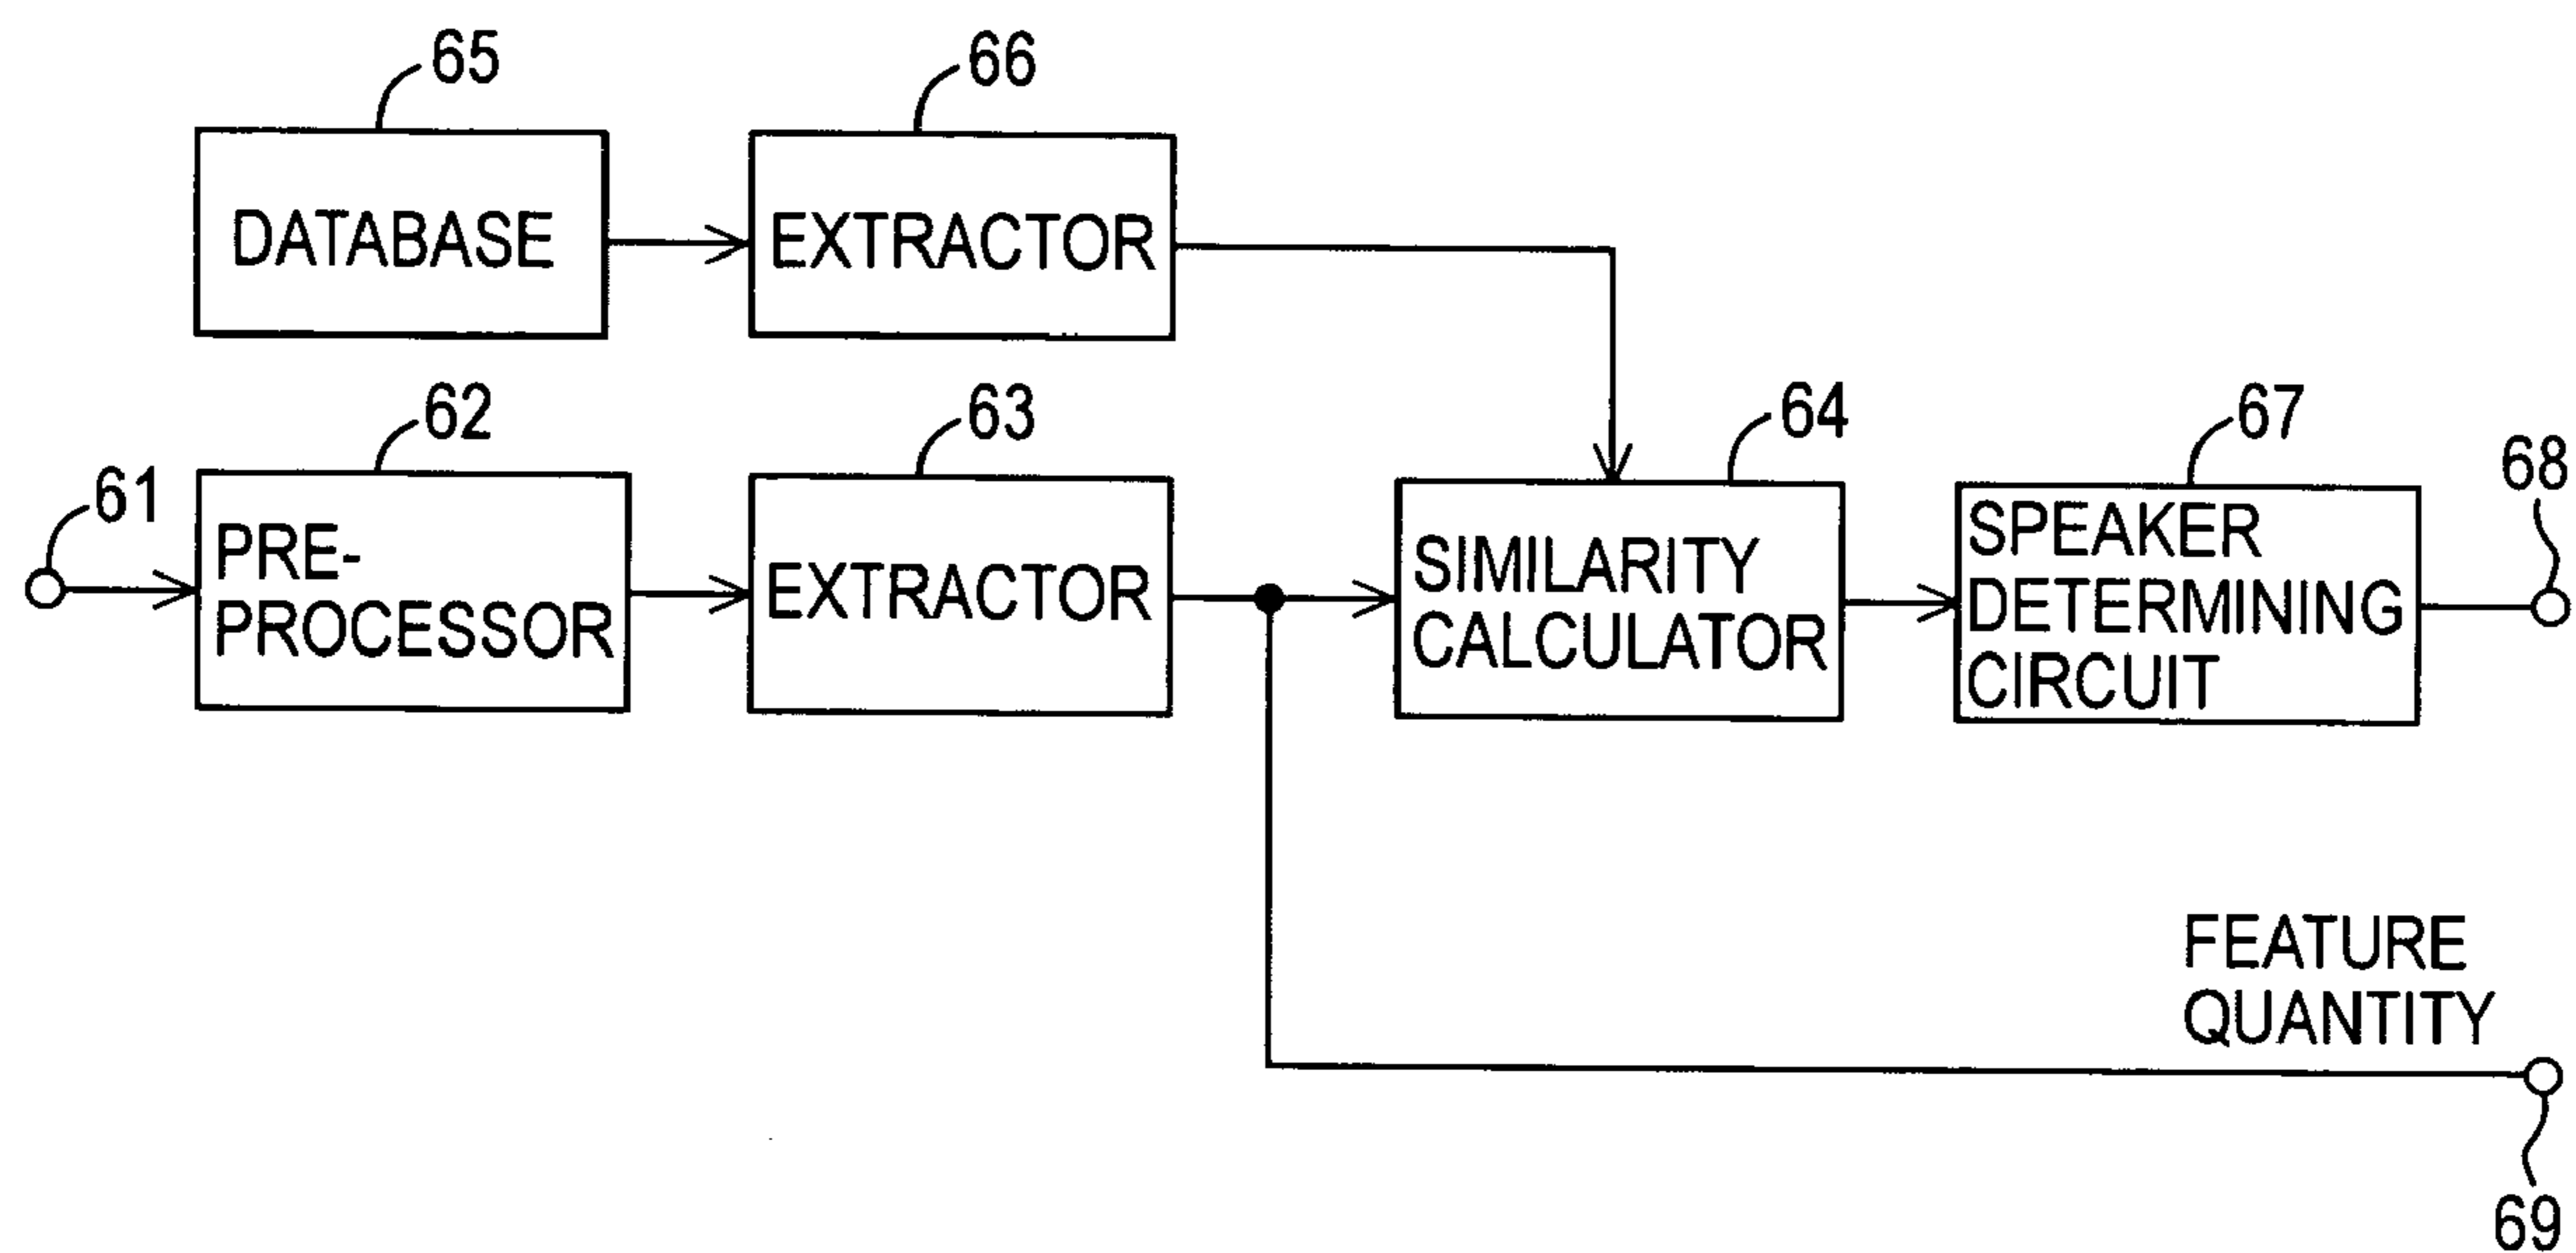 65
66
DATABASE
EXTRACTOR
61
62
63
64
67
68
PRE-
PROCESSOR
EXTRACTOR
SIMILARITY
CALCULATOR
SPEAKER
DETERMINING
CIRCUIT
FEATURE
QUANTITY
69